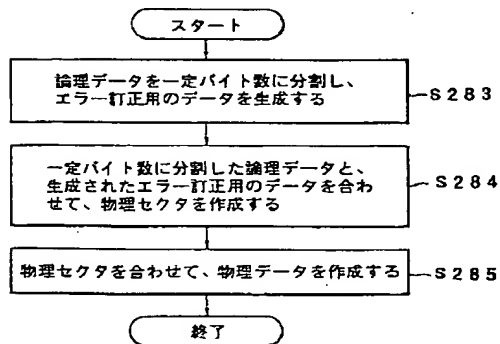 スタート
論理データを一定バイト数に分割し、
エラー訂正用のデータを生成する
S283
一定バイト数に分割した論理データと、
生成されたエラー訂正用のデータを合わ
せて、物理セクタを作成する
S284
物理セクタを合わせて、物理データを作成する
S285
終了